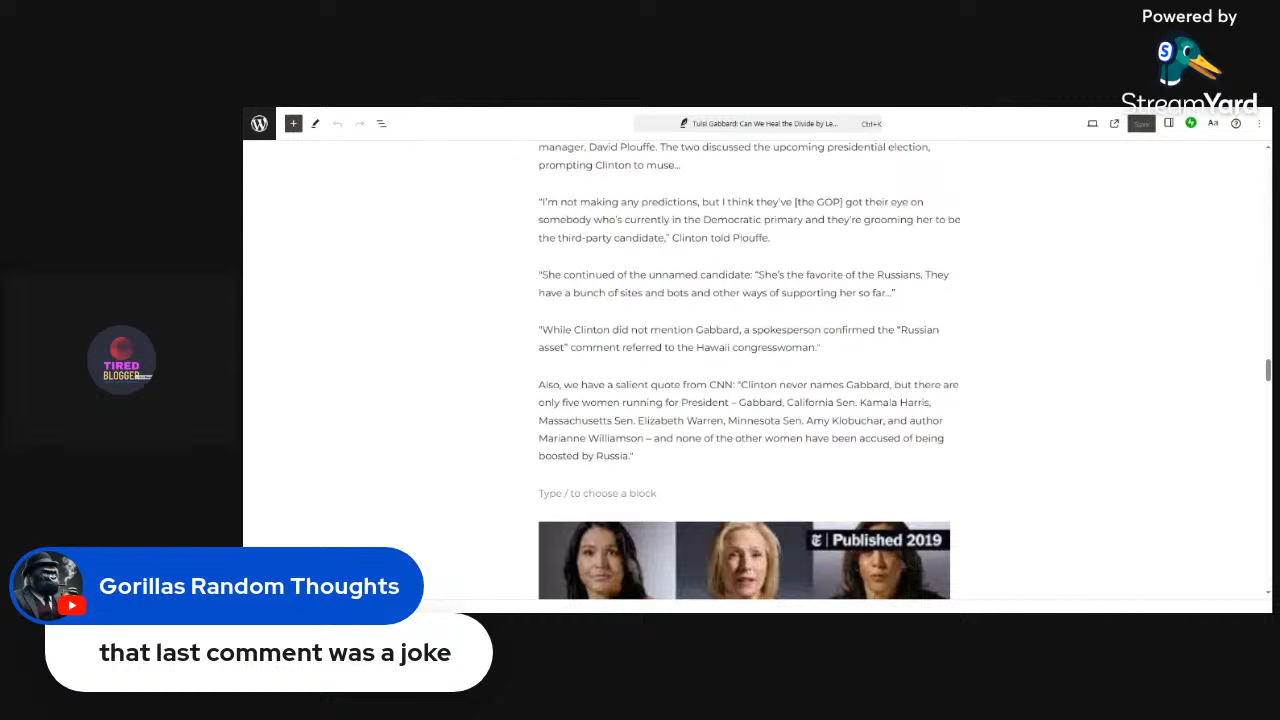 Powered by
StreamYard
Tulsi Gabbard: Can We Heal the Divide by Le... Ctrl+K
Save
Aa
manager, David Plouffe. The two discussed the upcoming presidential election,
prompting Clinton to muse...
“I’m not making any predictions, but I think they’ve [the GOP] got their eye on
somebody who’s currently in the Democratic primary and they’re grooming her to be
the third-party candidate,” Clinton told Plouffe.
"She continued of the unnamed candidate: “She’s the favorite of the Russians. They
have a bunch of sites and bots and other ways of supporting her so far...”
"While Clinton did not mention Gabbard, a spokesperson confirmed the “Russian
asset” comment referred to the Hawaii congresswoman."
Also, we have a salient quote from CNN: “Clinton never names Gabbard, but there are
only five women running for President – Gabbard, California Sen. Kamala Harris,
Massachusetts Sen. Elizabeth Warren, Minnesota Sen. Amy Klobuchar, and author
Marianne Williamson – and none of the other women have been accused of being
boosted by Russia."
Type / to choose a block
Published 2019
TIRED
BLOGGER
Gorillas Random Thoughts
that last comment was a joke